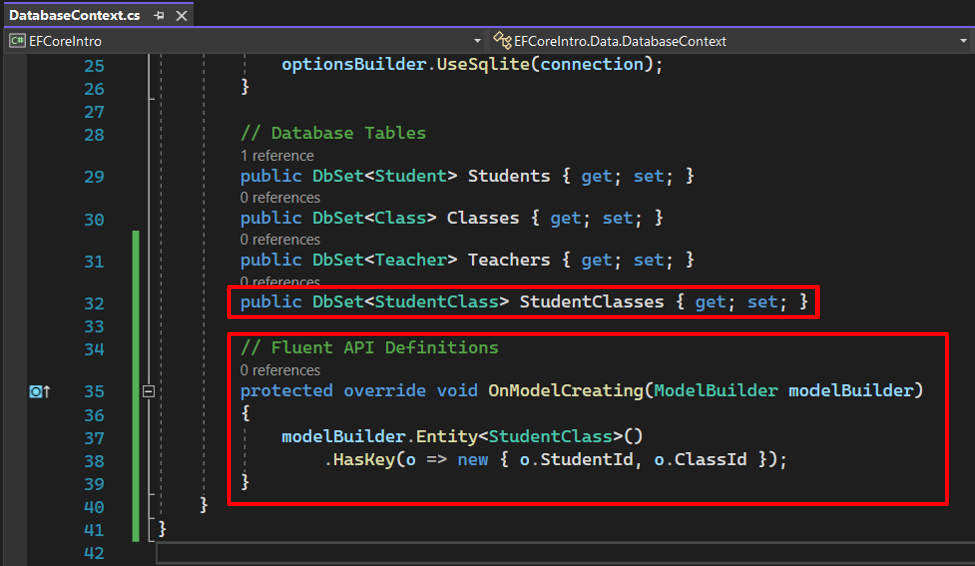 DatabaseContext.cs
C# EFCoreIntro EFCoreIntro.Data.DatabaseContext
25 optionsBuilder.UseSqlite(connection);
26 }
27
28 // Database Tables
1 reference
29 public DbSet<Student> Students { get; set; }
0 references
30 public DbSet<Class> Classes { get; set; }
0 references
31 public DbSet<Teacher> Teachers { get; set; }
0 references
32 public DbSet<StudentClass> StudentClasses { get; set; }
33
34 // Fluent API Definitions
0 references
35 protected override void OnModelCreating(ModelBuilder modelBuilder)
36 {
37 modelBuilder.Entity<StudentClass>()
38 .HasKey(o => new { o.StudentId, o.ClassId });
39 }
40 }
41 }
42